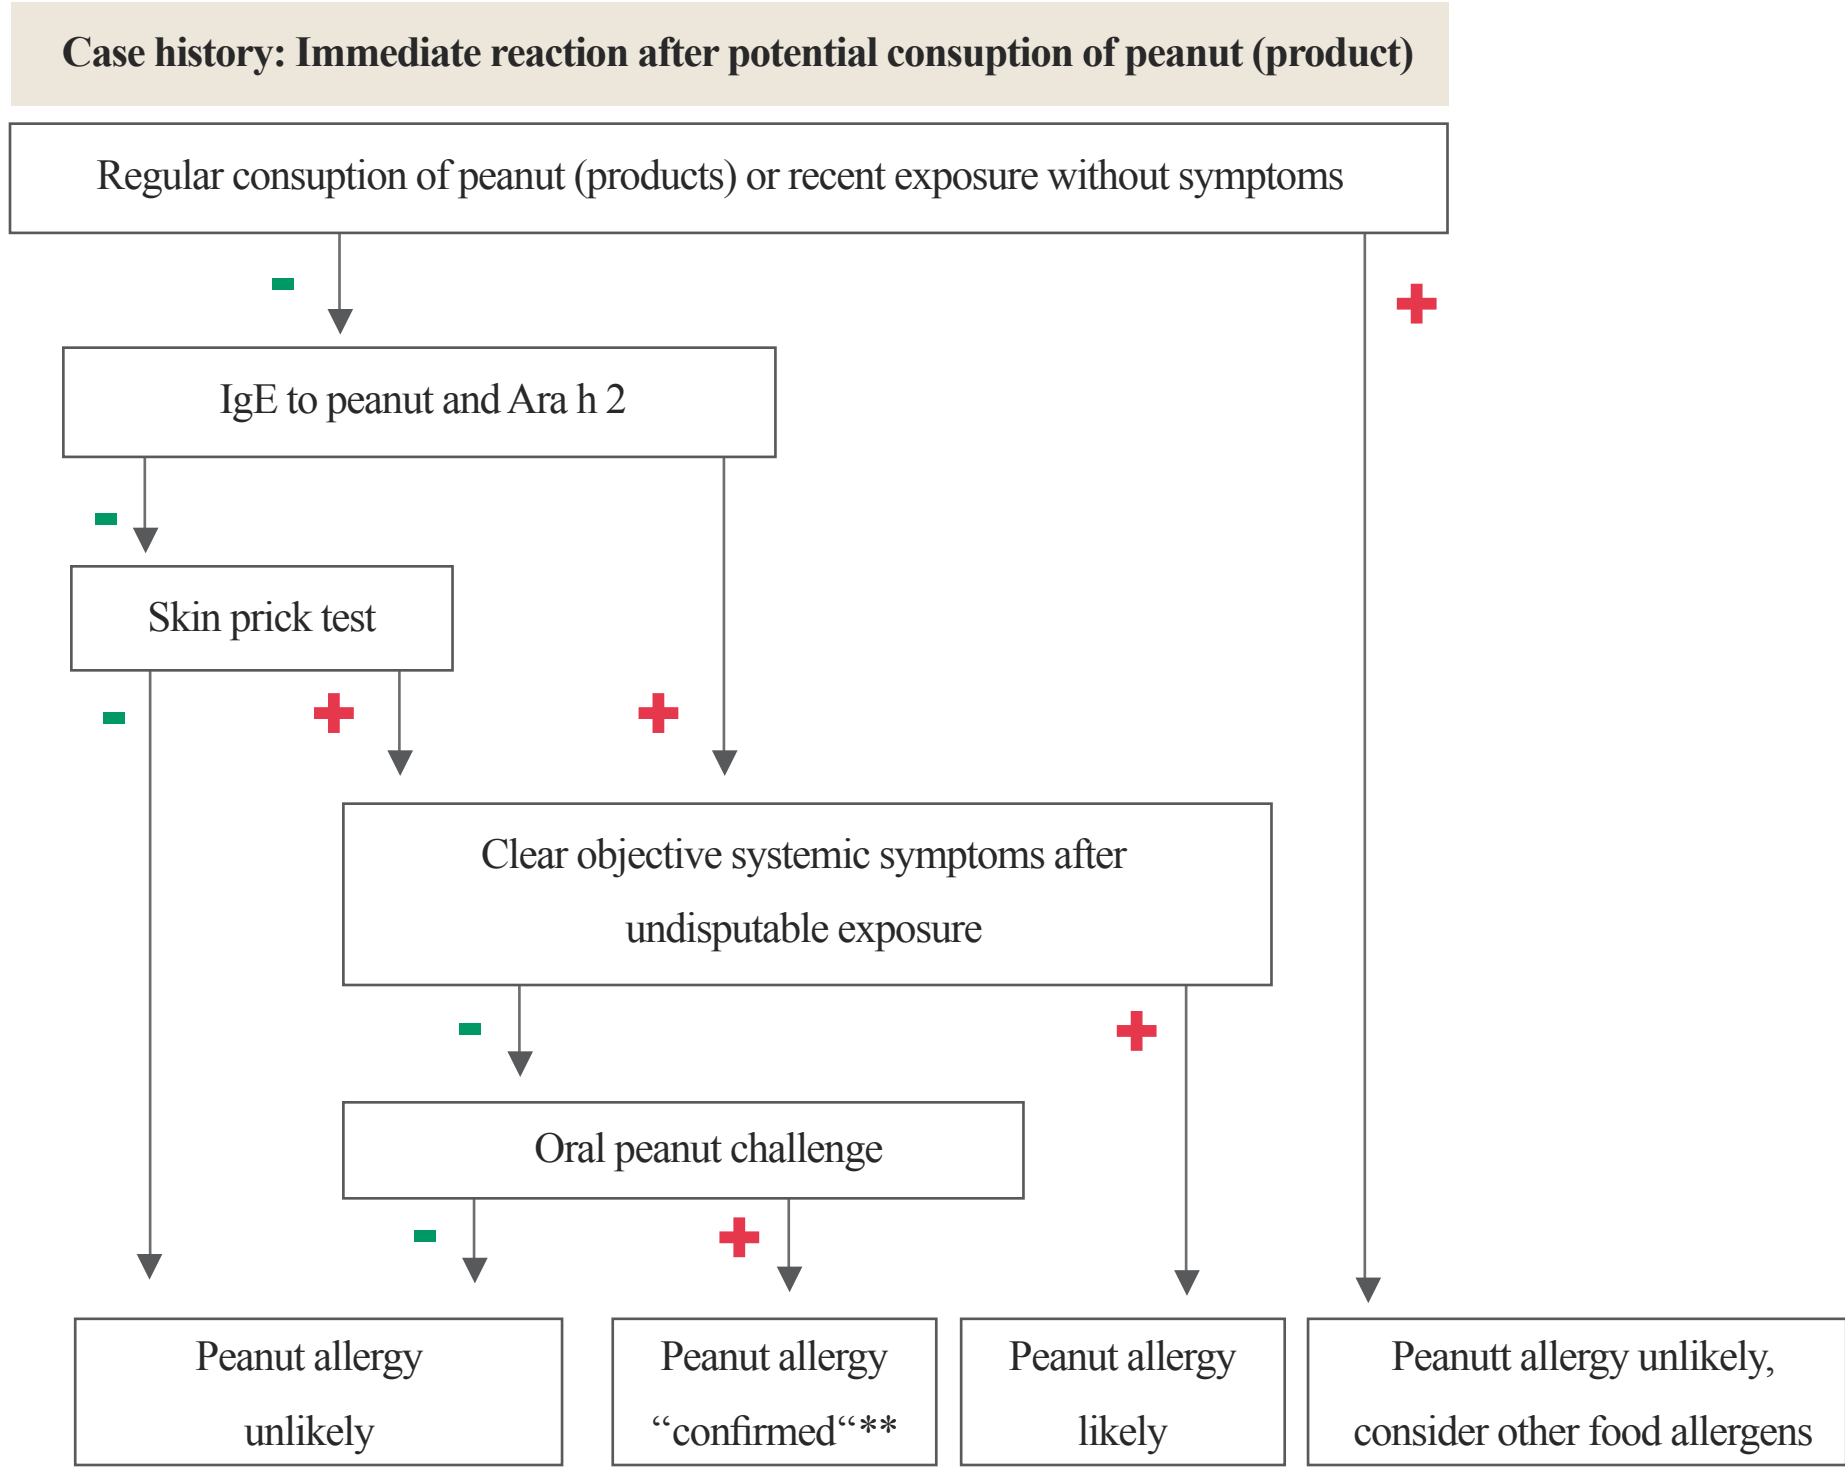 Case history: Immediate reaction after potential consuption of peanut (product)
Regular consuption of peanut (products) or recent exposure without symptoms
-
+
IgE to peanut and Ara h 2
-
Skin prick test
-
+
+
Clear objective systemic symptoms after
undisputable exposure
-
+
Oral peanut challenge
-
+
Peanut allergy
unlikely
Peanut allergy
“confirmed“**
Peanut allergy
likely
Peanutt allergy unlikely,
consider other food allergens